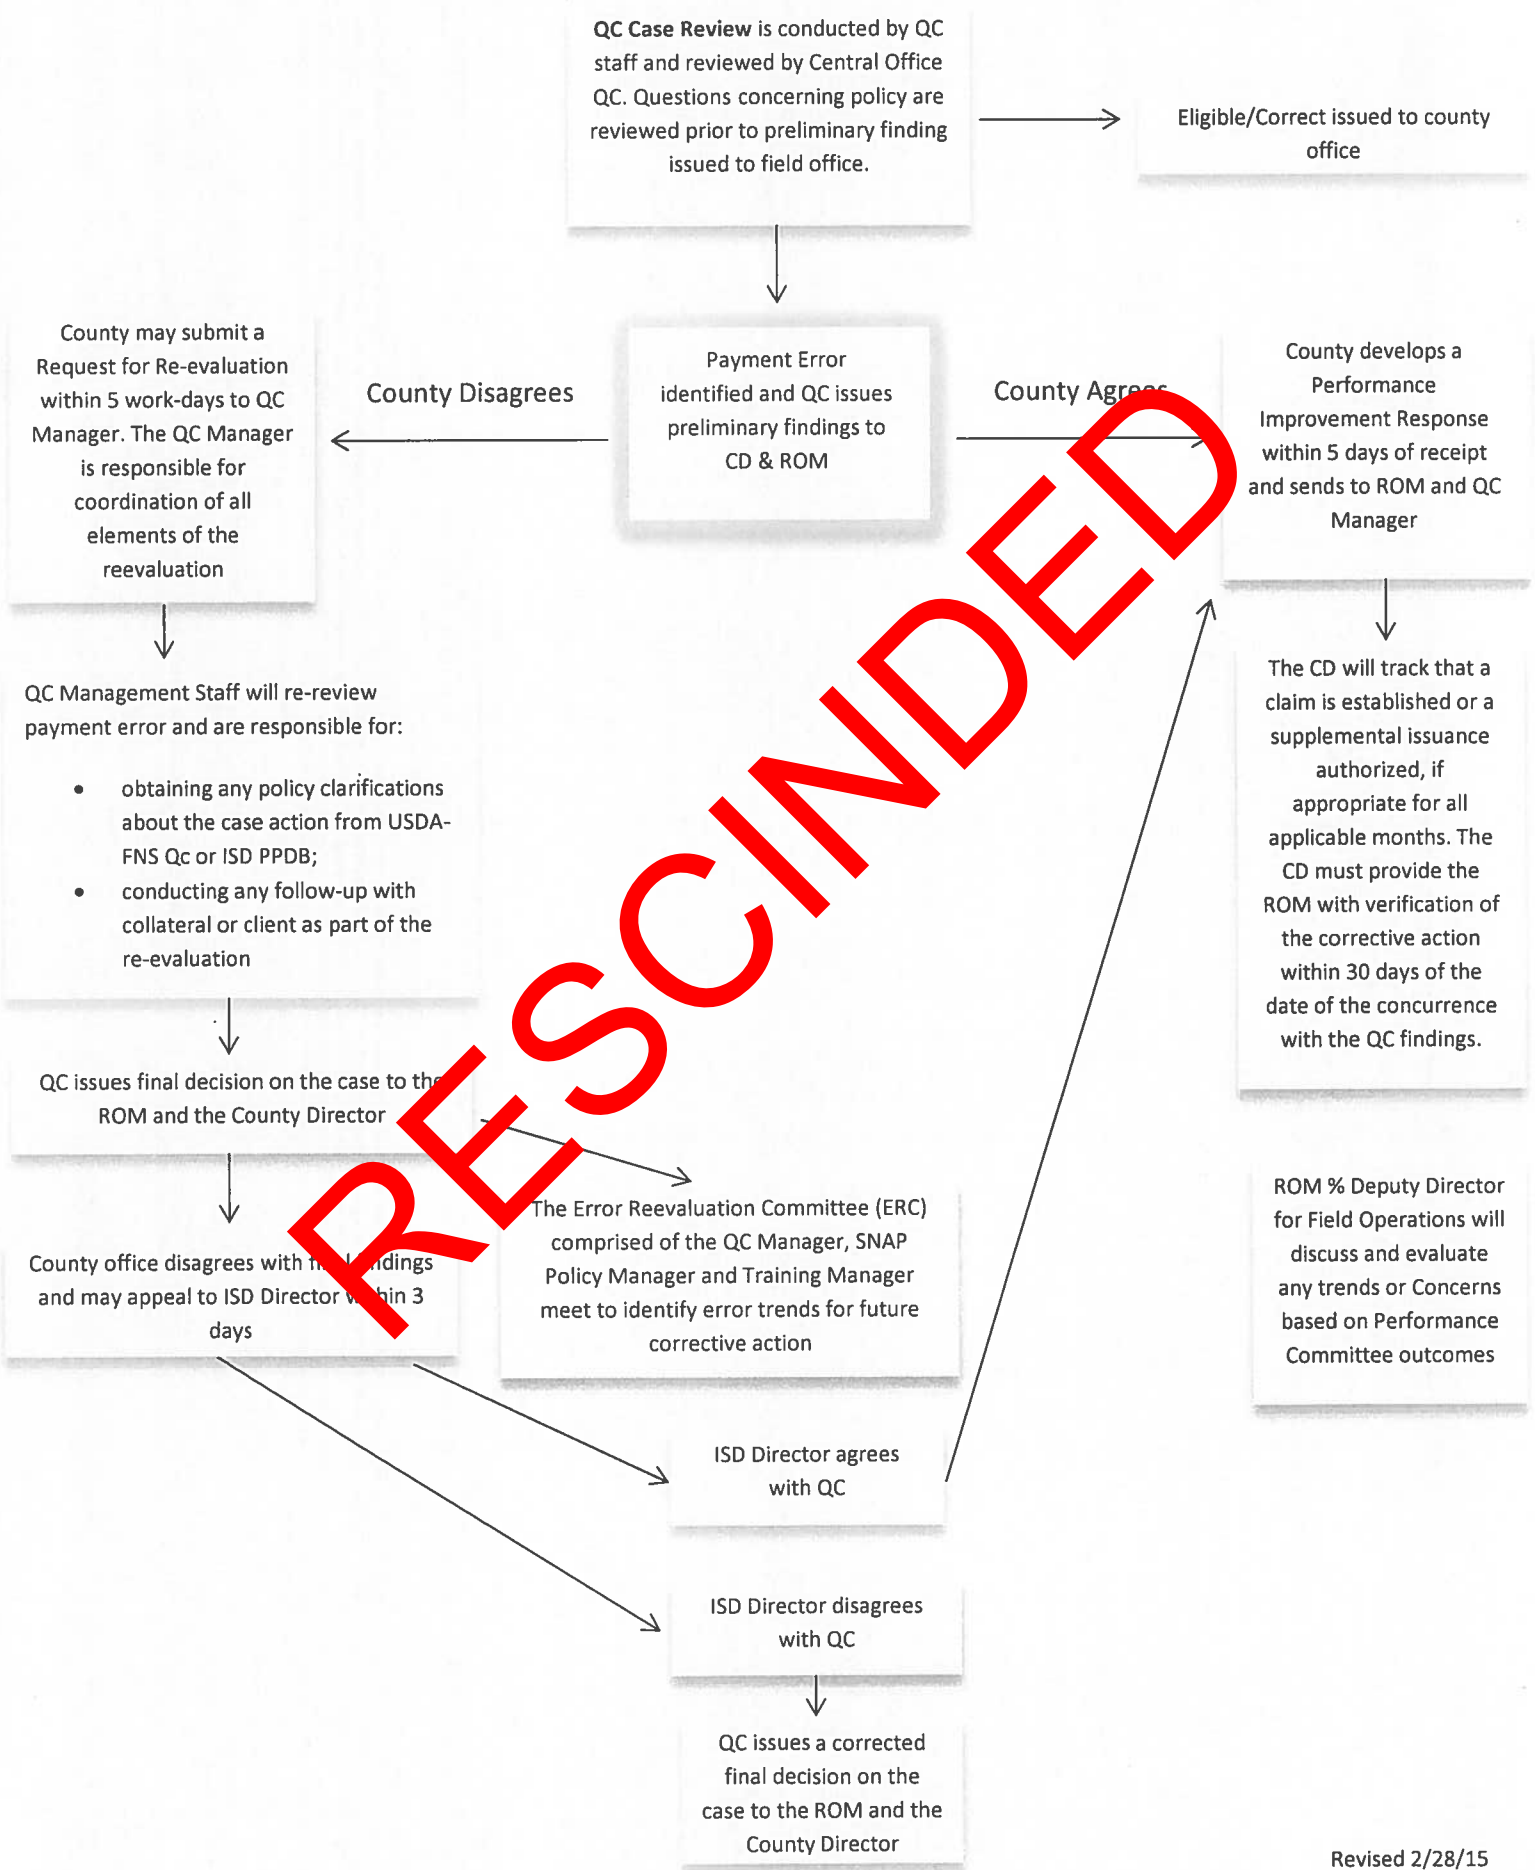 QC Case Review is conducted by QC
staff and reviewed by Central Office
QC. Questions concerning policy are
reviewed prior to preliminary finding
issued to field office.
Eligible/Correct issued to county
office
County may submit a
Request for Re-evaluation
within 5 work-days to QC
Manager. The QC Manager
is responsible for
coordination of all
elements of the
reevaluation
County Disagrees
Payment Error
identified and QC issues
preliminary findings to
CD & ROM
County Agrees
County develops a
Performance
Improvement Response
within 5 days of receipt
and sends to ROM and QC
Manager
QC Management Staff will re-review
payment error and are responsible for:
• obtaining any policy clarifications
about the case action from USDA-
FNS Qc or ISD PPDB;
• conducting any follow-up with
collateral or client as part of the
re-evaluation
The CD will track that a
claim is established or a
supplemental issuance
authorized, if
appropriate for all
applicable months. The
CD must provide the
ROM with verification of
the corrective action
within 30 days of the
date of the concurrence
with the QC findings.
QC issues final decision on the case to the
ROM and the County Director
The Error Reevaluation Committee (ERC)
comprised of the QC Manager, SNAP
Policy Manager and Training Manager
meet to identify error trends for future
corrective action
ROM % Deputy Director
for Field Operations will
discuss and evaluate
any trends or Concerns
based on Performance
Committee outcomes
County office disagrees with final findings
and may appeal to ISD Director within 3
days
ISD Director agrees
with QC
ISD Director disagrees
with QC
QC issues a corrected
final decision on the
case to the ROM and the
County Director
RESCINDED
Revised 2/28/15